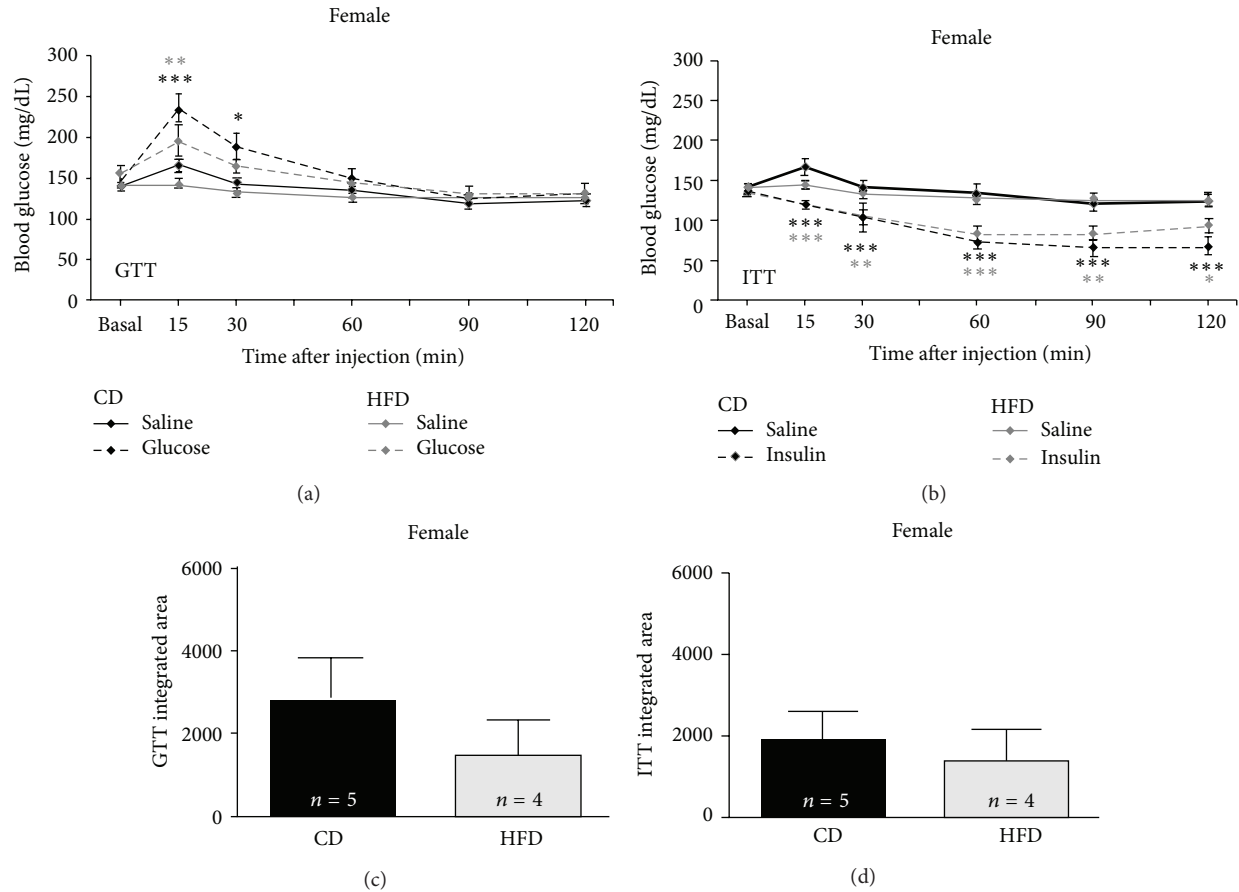 Female
Blood glucose (mg/dL)
300
250
200
150
100
50
0
**
***
*
GTT
Basal 15 30 60 90 120
Time after injection (min)
CD
Saline
Glucose
HFD
Saline
Glucose
(a)
Female
Blood glucose (mg/dL)
300
250
200
150
100
50
0
***
***
***
**
***
***
***
**
***
*
ITT
Basal 15 30 60 90 120
Time after injection (min)
CD
Saline
Insulin
HFD
Saline
Insulin
(b)
Female
GTT integrated area
6000
4000
2000
0
n = 5
n = 4
CD HFD
(c)
Female
ITT integrated area
6000
4000
2000
0
n = 5
n = 4
CD HFD
(d)